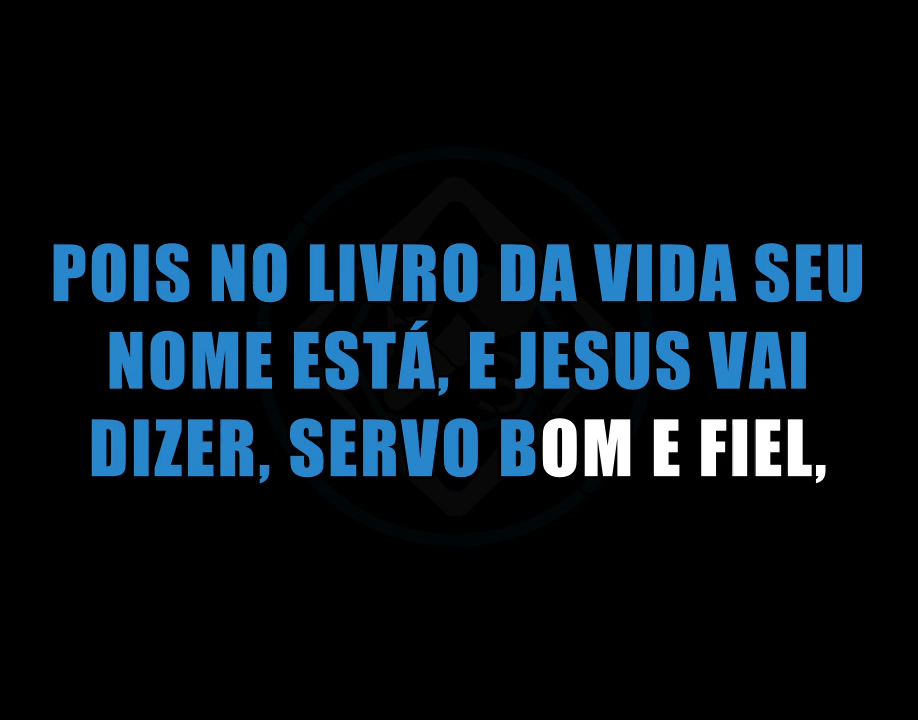 POIS NO LIVRO DA VIDA SEU
NOME ESTÁ, E JESUS VAI
DIZER, SERVO BOM E FIEL,